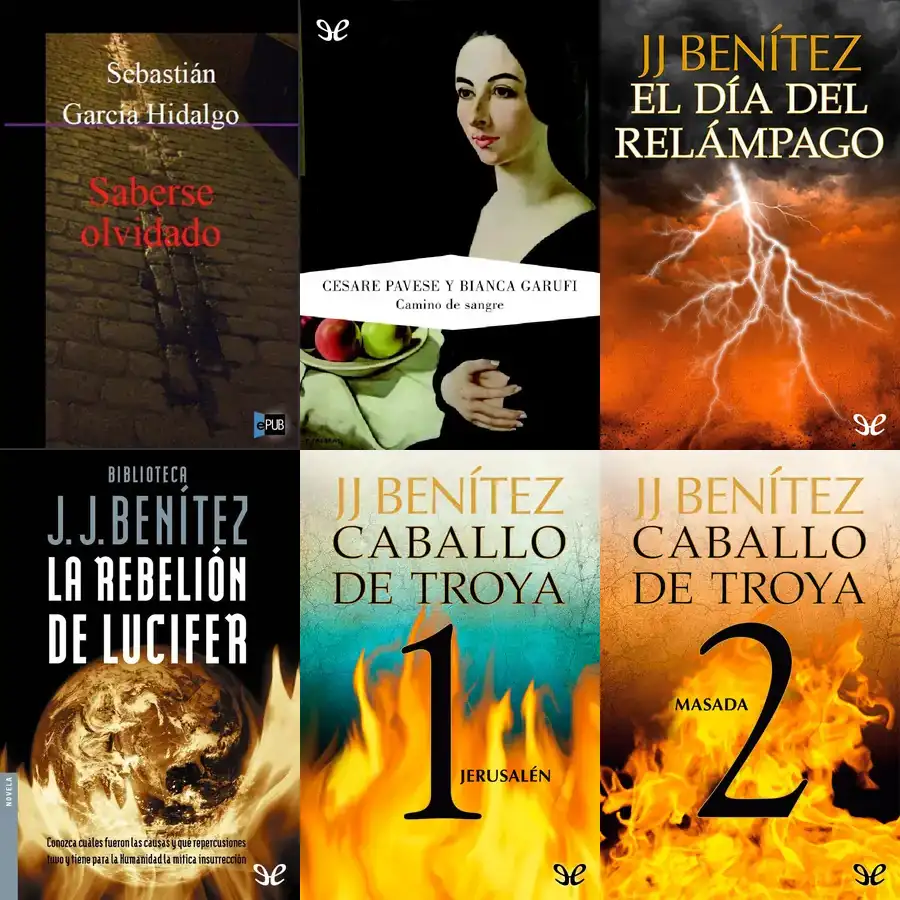 Sebastián
García Hidalgo
Saberse
olvidado
ePUB
CESARE PAVESE Y BIANCA GARUFI
Camino de sangre
JJ BENÍTEZ
EL DÍA DEL
RELÁMPAGO
BIBLIOTECA
J. J. BENÍTEZ
LA REBELIÓN
DE LUCIFER
NOVELA
Conozca cuáles fueron las causas y qué repercusiones
tuvo y tiene para la Humanidad la mítica insurrección
JJ BENÍTEZ
CABALLO
DE TROYA
1
JERUSALÉN
JJ BENÍTEZ
CABALLO
DE TROYA
MASADA
2